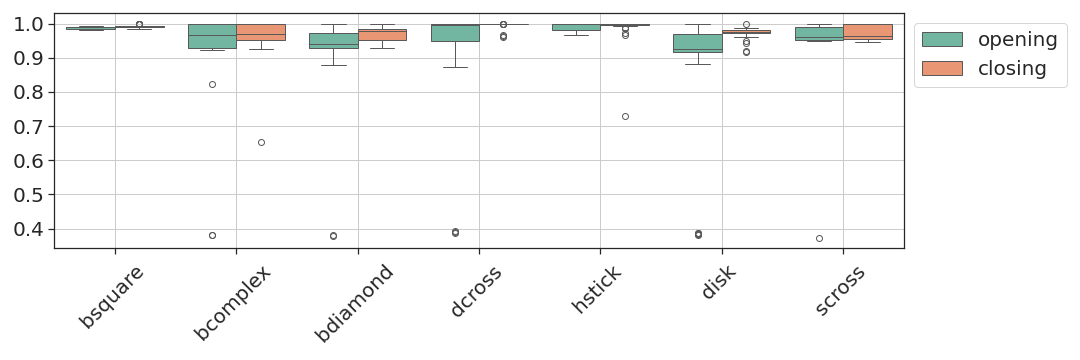 1.0
0.9
0.8
0.7
0.6
0.5
0.4
bsquare
bcomplex
bdiamond
dcross
hstick
disk
scross
opening
closing